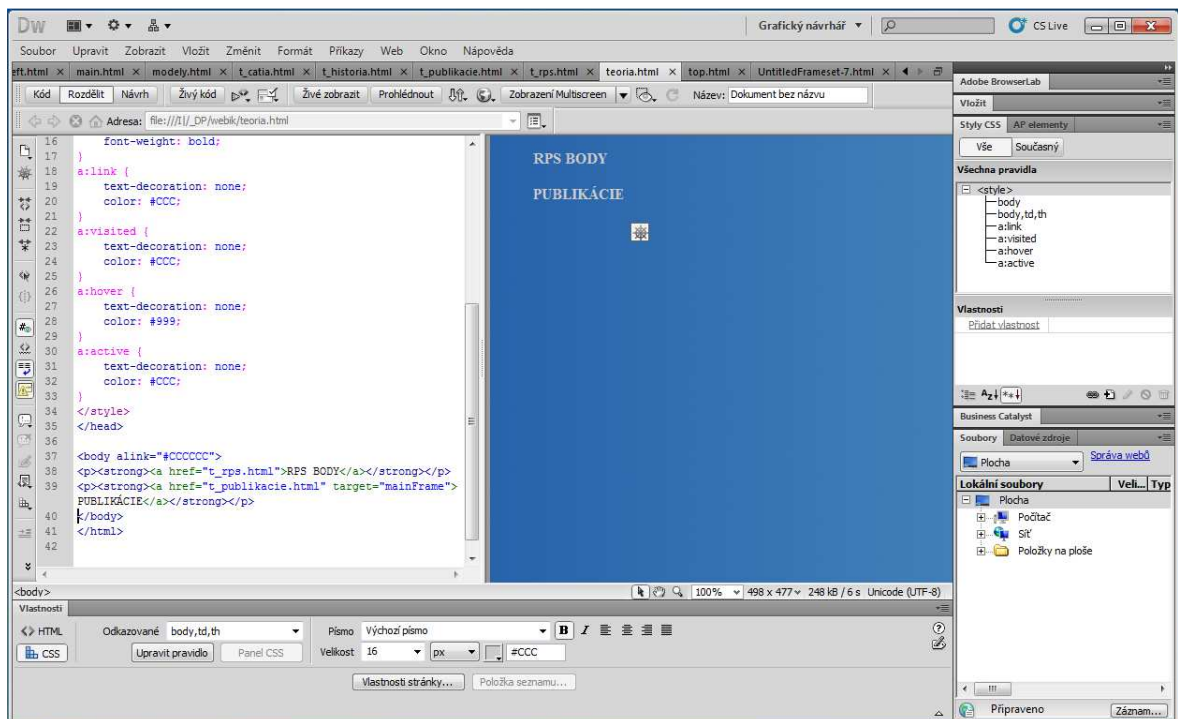 Dw Grafický návrhář CS Live
Soubor Upravit Zobrazit Vložit Změnit Formát Příkazy Web Okno Nápověda
eft.html × main.html × modely.html × t_catia.html × t_historia.html × t_publikacie.html × t_rps.html × teoria.html × top.html × UntitledFrameset-7.html ×
Kód Rozdělit Návrh Živý kód Živé zobrazit Prohlédnout Zobrazení Multiscreen Název: Dokument bez názvu
Adresa: file:///I|/_DP/webik/teoria.html
16 font-weight: bold;
17 }
18 a:link {
19 text-decoration: none;
20 color: #CCC;
21 }
22 a:visited {
23 text-decoration: none;
24 color: #CCC;
25 }
26 a:hover {
27 text-decoration: none;
28 color: #999;
29 }
30 a:active {
31 text-decoration: none;
32 color: #CCC;
33 }
34 </style>
35 </head>
36
37 <body alink="#CCCCCC">
38 <p><strong><a href="t_rps.html">RPS BODY</a></strong></p>
39 <p><strong><a href="t_publikacie.html" target="mainFrame">
PUBLIKÁCIE</a></strong></p>
40 </body>
41 </html>
42
RPS BODY
PUBLIKÁCIE
<body>
100% 498 x 477 248 kB / 6 s Unicode (UTF-8)
Vlastnosti
<> HTML Odkazované body,td,th Písmo Výchozí písmo B I
CSS Upravit pravidlo Panel CSS Velikost 16 px #CCC
Vlastnosti stránky... Položka seznamu...
Adobe BrowserLab
Vložit
Styly CSS AP elementy
Vše Současný
Všechna pravidla
<style>
body
body,td,th
a:link
a:visited
a:hover
a:active
Vlastnosti
Přidat vlastnost
Business Catalyst
Soubory Datové zdroje
Plocha Správa webů
Lokální soubory Veli... Typ
Plocha
Počítač
Síť
Položky na ploše
Připraveno Záznam...